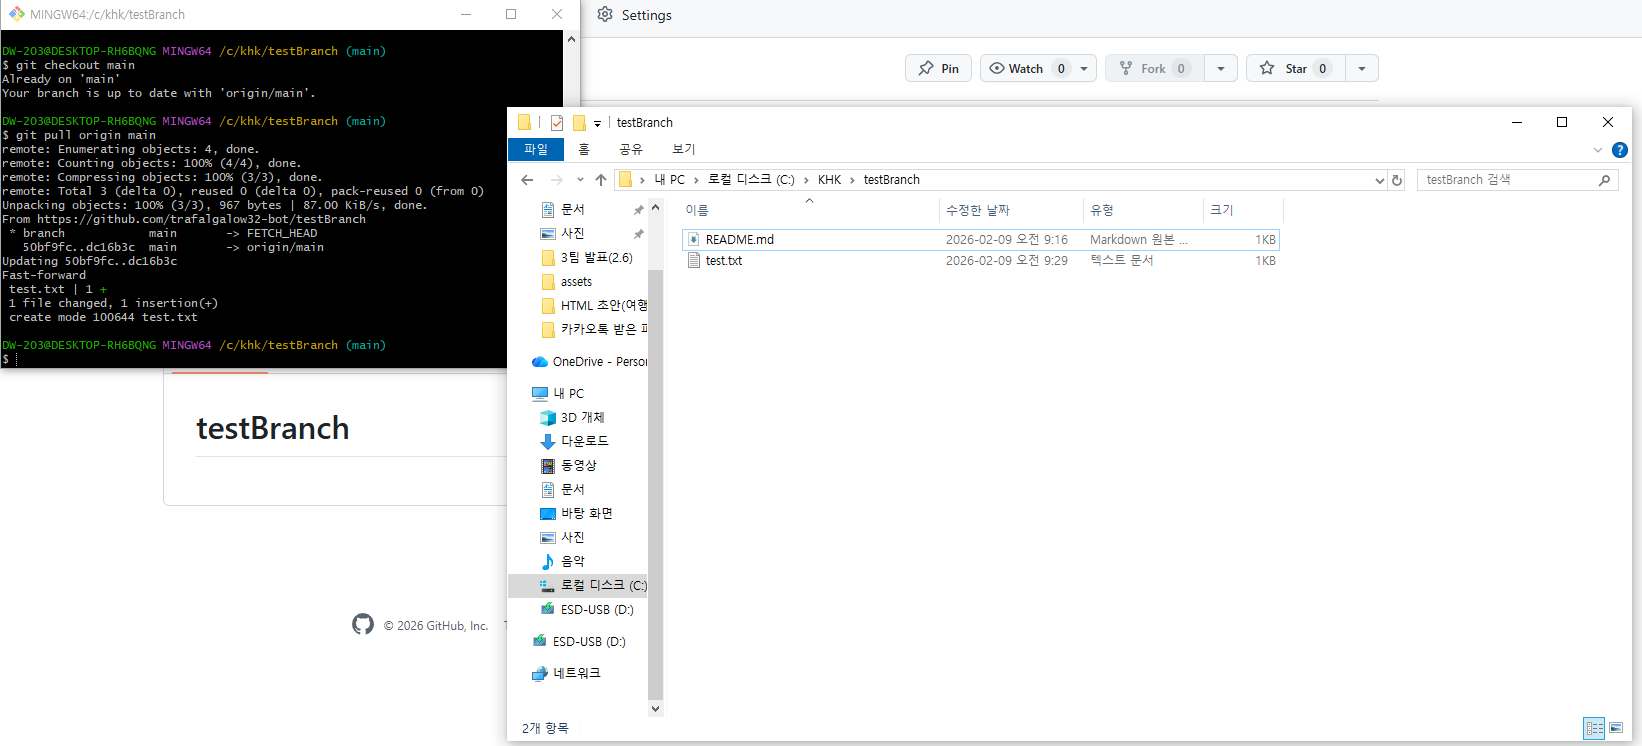 MINGW64:/c/khk/testBranch
DW-203@DESKTOP-RH6BQNG MINGW64 /c/khk/testBranch (main)
$ git checkout main
Already on 'main'
Your branch is up to date with 'origin/main'.
DW-203@DESKTOP-RH6BQNG MINGW64 /c/khk/testBranch (main)
$ git pull origin main
remote: Enumerating objects: 4, done.
remote: Counting objects: 100% (4/4), done.
remote: Compressing objects: 100% (3/3), done.
remote: Total 3 (delta 0), reused 0 (delta 0), pack-reused 0 (from 0)
Unpacking objects: 100% (3/3), 967 bytes | 87.00 KiB/s, done.
From https://github.com/trafalgalow32-bot/testBranch
* branch main -> FETCH_HEAD
50bf9fc..dc16b3c main -> origin/main
Updating 50bf9fc..dc16b3c
Fast-forward
test.txt | 1 +
1 file changed, 1 insertion(+)
create mode 100644 test.txt
DW-203@DESKTOP-RH6BQNG MINGW64 /c/khk/testBranch (main)
$
Settings
Pin Watch 0 Fork 0 Star 0
testBranch
© 2026 GitHub, Inc.
testBranch
파일 홈 공유 보기
내 PC > 로컬 디스크 (C:) > KHK > testBranch
testBranch 검색
문서
사진
3팀 발표(2.6)
assets
HTML 초안(여행
카카오톡 받은
OneDrive - Person
내 PC
3D 개체
다운로드
동영상
문서
바탕 화면
사진
음악
로컬 디스크 (C:)
ESD-USB (D:)
ESD-USB (D:)
네트워크
이름 수정한 날짜 유형 크기
README.md 2026-02-09 오전 9:16 Markdown 원본 ... 1KB
test.txt 2026-02-09 오전 9:29 텍스트 문서 1KB
2개 항목